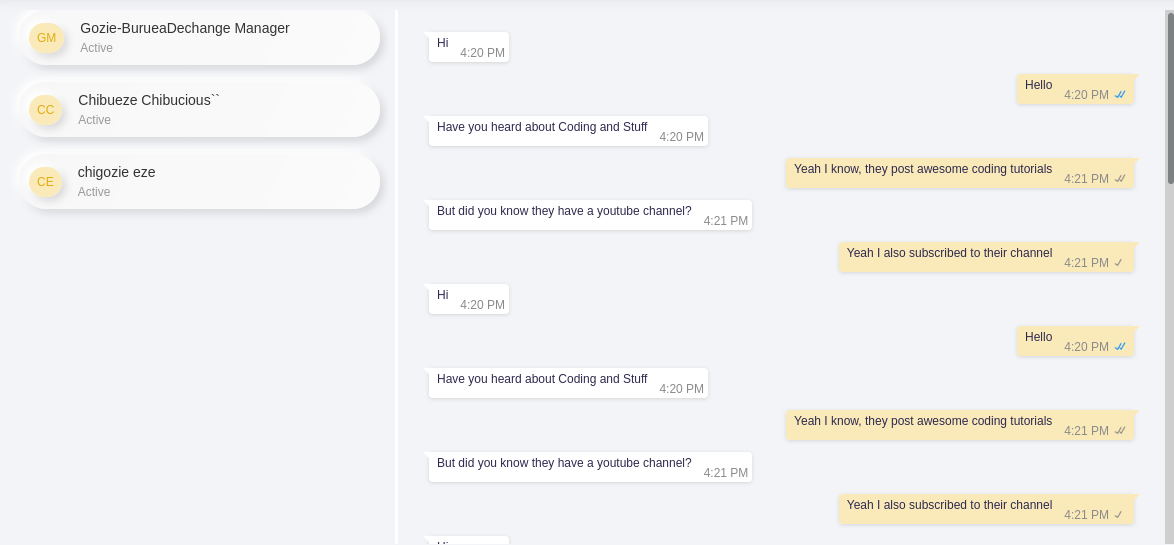 GM
Gozie-BurueaDechange Manager
Active
CC
Chibueze Chibucious``
Active
CE
chigozie eze
Active
Hi
4:20 PM
Hello
4:20 PM
Have you heard about Coding and Stuff
4:20 PM
Yeah I know, they post awesome coding tutorials
4:21 PM
But did you know they have a youtube channel?
4:21 PM
Yeah I also subscribed to their channel
4:21 PM
Hi
4:20 PM
Hello
4:20 PM
Have you heard about Coding and Stuff
4:20 PM
Yeah I know, they post awesome coding tutorials
4:21 PM
But did you know they have a youtube channel?
4:21 PM
Yeah I also subscribed to their channel
4:21 PM